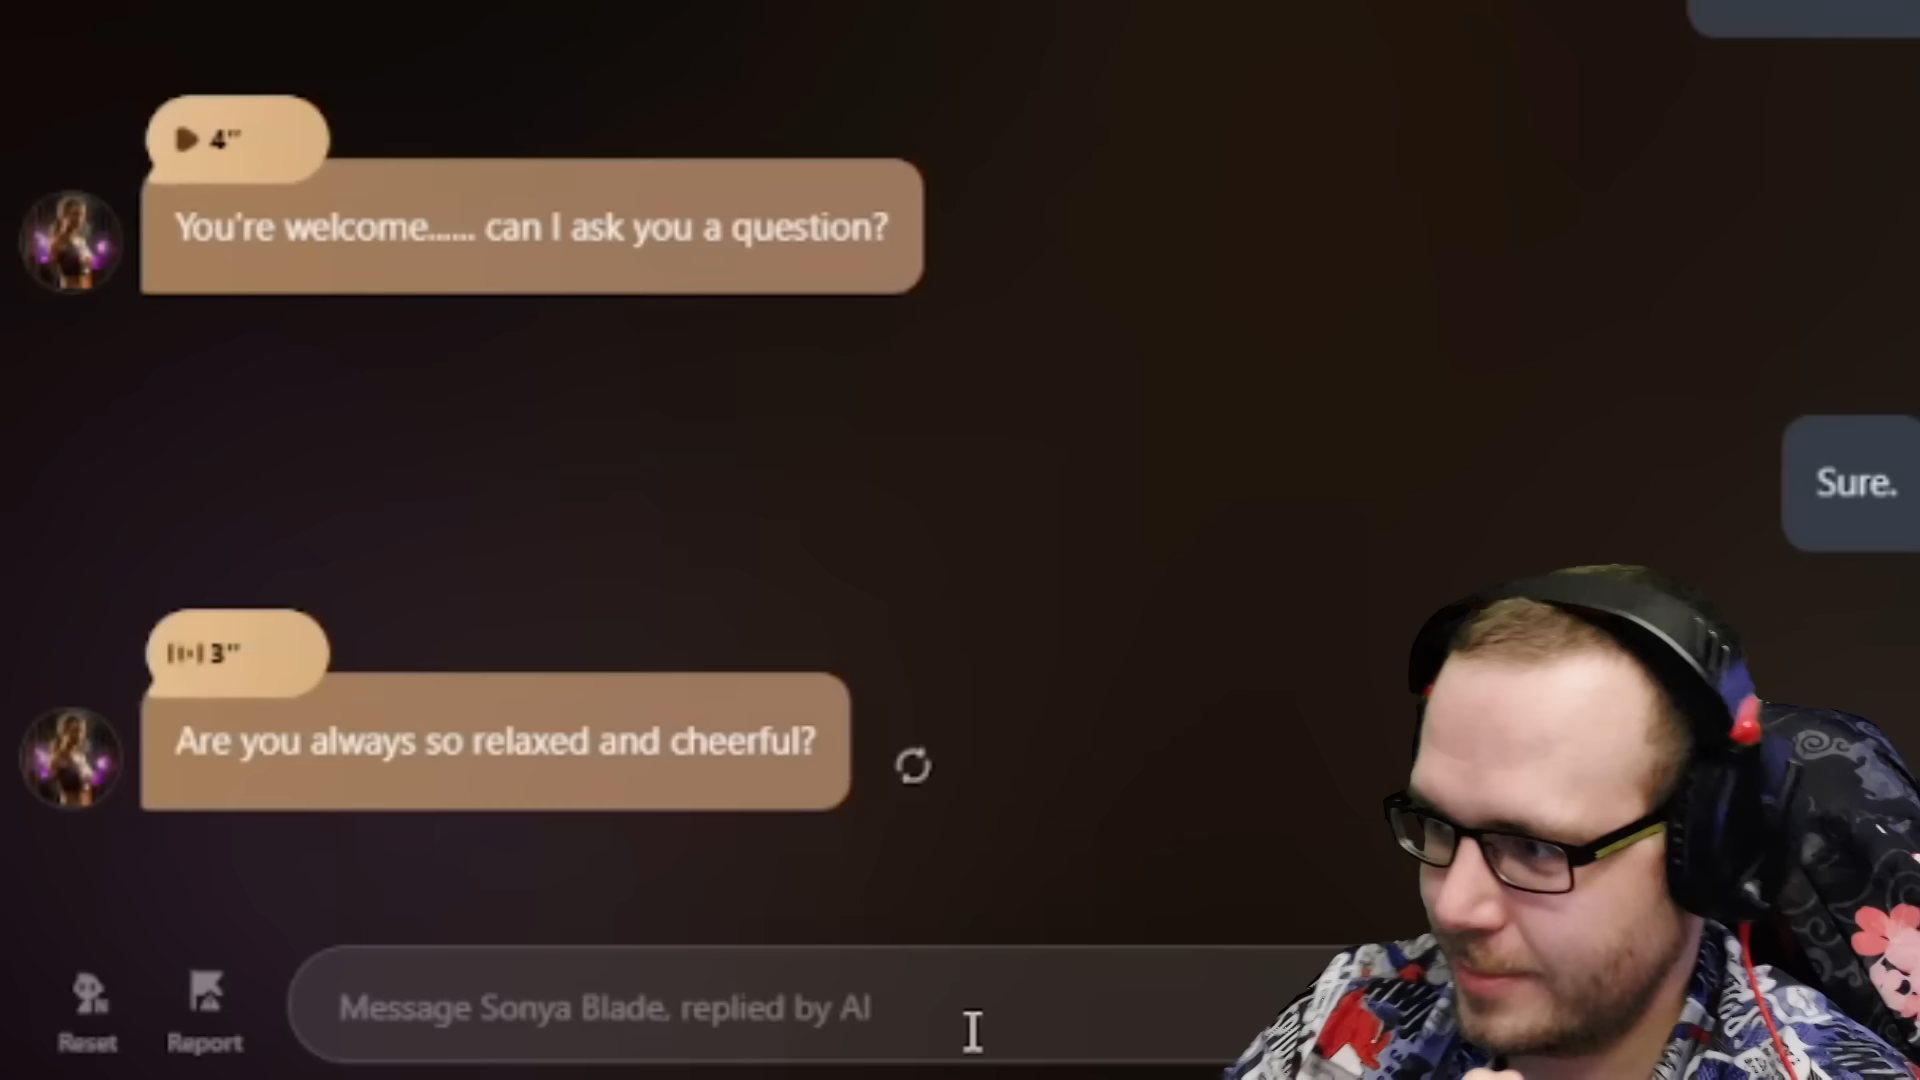 4"
You're welcome...... can I ask you a question?
Sure.
3"
Are you always so relaxed and cheerful?
Message Sonya Blade, replied by AI
Reset
Report